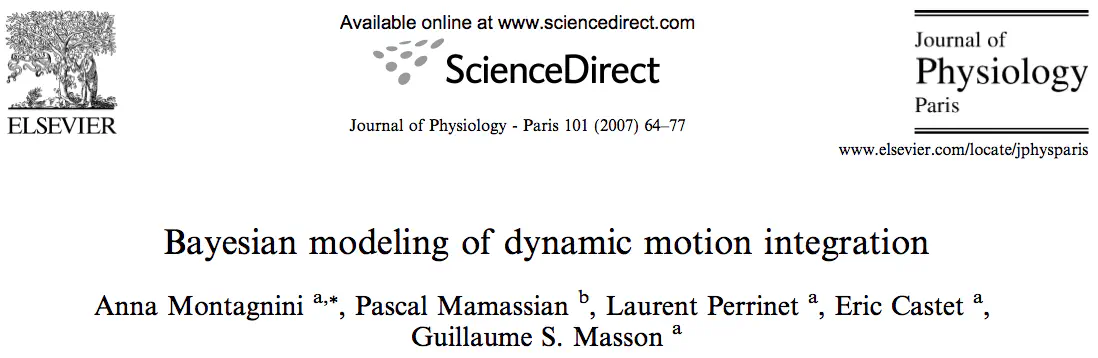 Available online at www.sciencedirect.com
ELSEVIER
ScienceDirect
Journal of Physiology - Paris 101 (2007) 64–77
Journal of
Physiology
Paris
www.elsevier.com/locate/jphysparis
Bayesian modeling of dynamic motion integration
Anna Montagnini a,*, Pascal Mamassian b, Laurent Perrinet a, Eric Castet a,
Guillaume S. Masson a